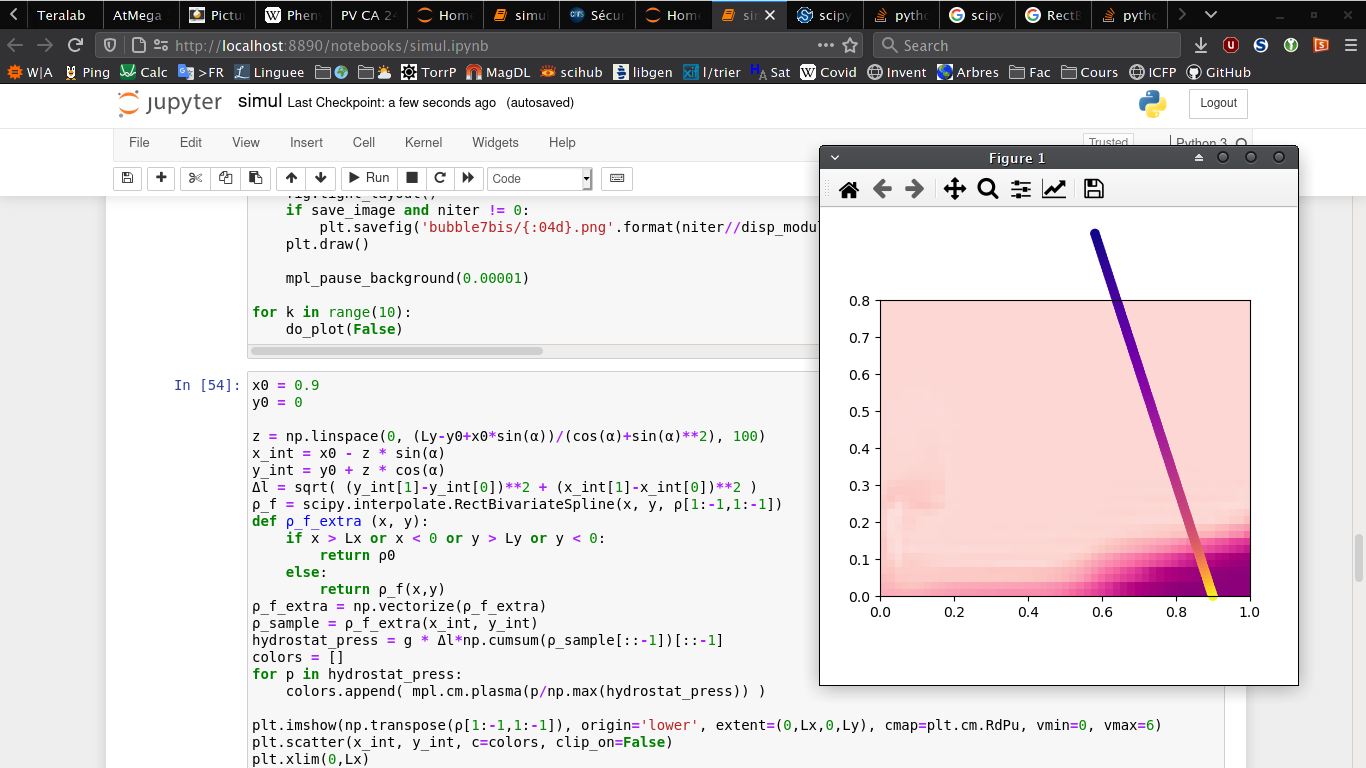 Teralab AtMega Pictu Phen PV CA 24 Hom simul Sécu Hom sin scipy pytho scipy RectB pytho
http://localhost:8890/notebooks/simul.ipynb Search
W|A Ping Calc >FR Linguee TorrP MagDL scihub libgen l/trier Sat Covid Invent Arbres Fac Cours ICFP GitHub
jupyter simul Last Checkpoint: a few seconds ago (autosaved) Logout
File Edit View Insert Cell Kernel Widgets Help Trusted Python 3
Run Code
fig.tight_layout()
if save_image and niter != 0:
plt.savefig('bubble7bis/{:04d}.png'.format(niter//disp_modul
plt.draw()
mpl_pause_background(0.00001)
for k in range(10):
do_plot(False)
In [54]:
x0 = 0.9
y0 = 0
z = np.linspace(0, (Ly-y0+x0*sin(α))/(cos(α)+sin(α)**2), 100)
x_int = x0 - z * sin(α)
y_int = y0 + z * cos(α)
Δl = sqrt( (y_int[1]-y_int[0])**2 + (x_int[1]-x_int[0])**2 )
ρ_f = scipy.interpolate.RectBivariateSpline(x, y, ρ[1:-1,1:-1])
def ρ_f_extra (x, y):
if x > Lx or x < 0 or y > Ly or y < 0:
return ρ0
else:
return ρ_f(x,y)
ρ_f_extra = np.vectorize(ρ_f_extra)
ρ_sample = ρ_f_extra(x_int, y_int)
hydrostat_press = g * Δl*np.cumsum(ρ_sample[::-1])[::-1]
colors = []
for p in hydrostat_press:
colors.append( mpl.cm.plasma(p/np.max(hydrostat_press)) )
plt.imshow(np.transpose(ρ[1:-1,1:-1]), origin='lower', extent=(0,Lx,0,Ly), cmap=plt.cm.RdPu, vmin=0, vmax=6)
plt.scatter(x_int, y_int, c=colors, clip_on=False)
plt.xlim(0,Lx)
Figure 1
0.8
0.7
0.6
0.5
0.4
0.3
0.2
0.1
0.0
0.0 0.2 0.4 0.6 0.8 1.0